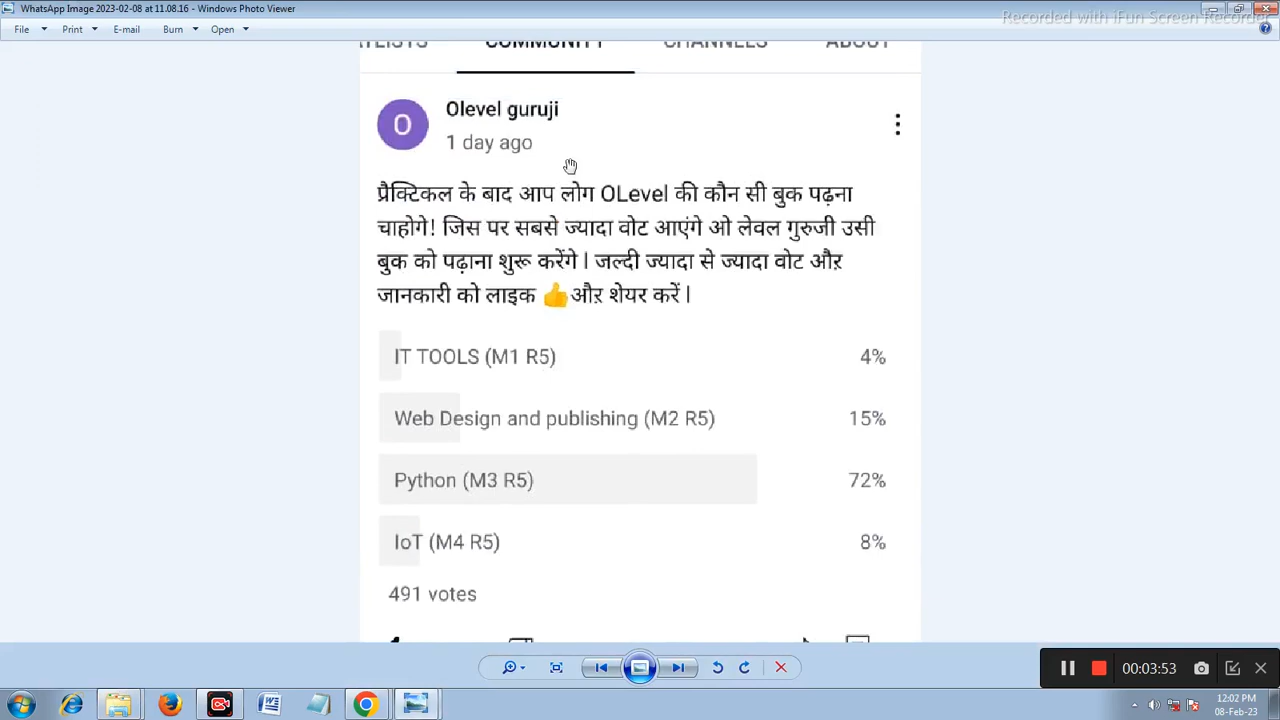 WhatsApp Image 2023-02-08 at 11.08.16 - Windows Photo Viewer
Recorded with iFun Screen Recorder
File Print E-mail Burn Open
COMMUNITY CHANNELS ABOUT
O
Olevel guruji
1 day ago
प्रैक्टिकल के बाद आप लोग OLevel की कौन सी बुक पढ़ना
चाहोगे! जिस पर सबसे ज्यादा वोट आएंगे ओ लेवल गुरुजी उसी
बुक को पढ़ाना शुरू करेंगे। जल्दी ज्यादा से ज्यादा वोट औऱ
जानकारी को लाइक 👍औऱ शेयर करें।
IT TOOLS (M1 R5) 4%
Web Design and publishing (M2 R5) 15%
Python (M3 R5) 72%
IoT (M4 R5) 8%
491 votes
00:03:53
12:02 PM
08-Feb-23